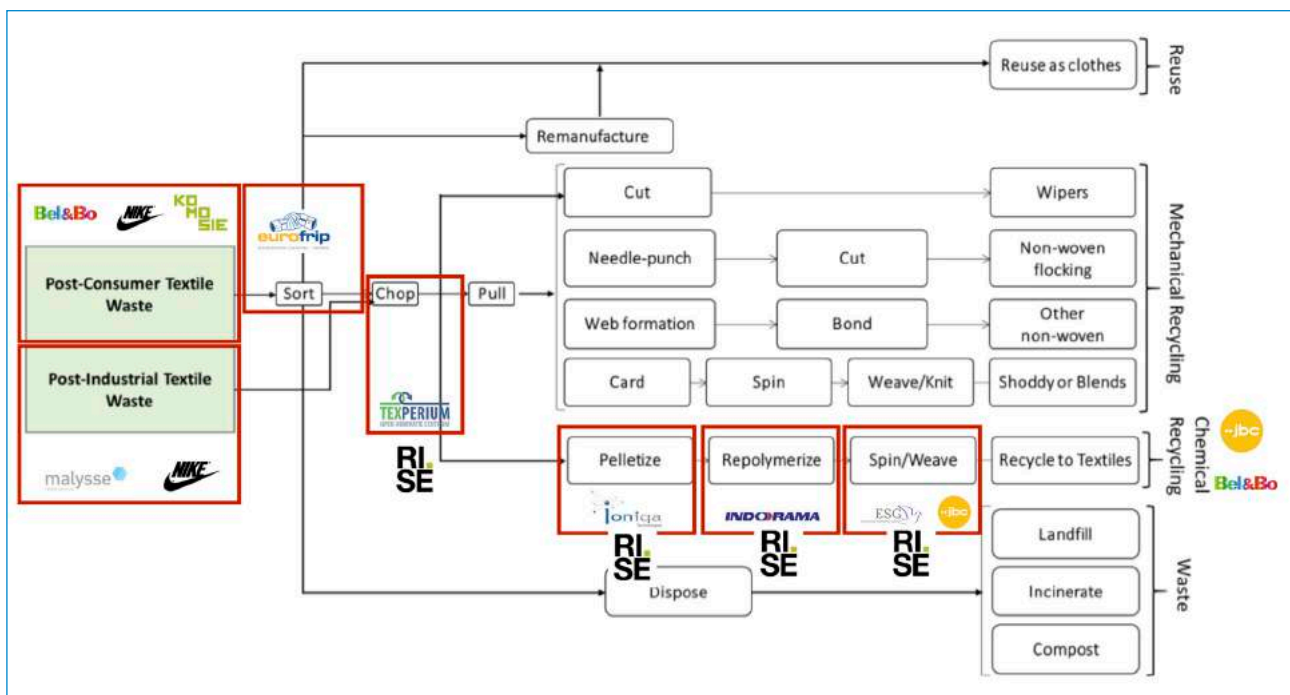 Reuse as clothes
Reuse
Remanufacture
Bel&Bo
NIKE
KO
MO
SIE
eurofrip
Cut
Wipers
Post-Consumer Textile
Waste
Sort
Chop
Pull
Needle-punch
Cut
Non-woven
flocking
Web formation
Bond
Other
non-woven
Card
Spin
Weave/Knit
Shoddy or Blends
Mechanical Recycling
Post-Industrial Textile
Waste
TEXPERIUM
OPEN INNOVATIE CENTRUM
RI.
SE
malysse
NIKE
Pelletize
Repolymerize
Spin/Weave
Recycle to Textiles
Chemical
Recycling
jbc
Bel&Bo
ioniqa
INDORAMA
ESG
jbc
RI.
SE
RI.
SE
RI.
SE
Dispose
Landfill
Incinerate
Compost
Waste